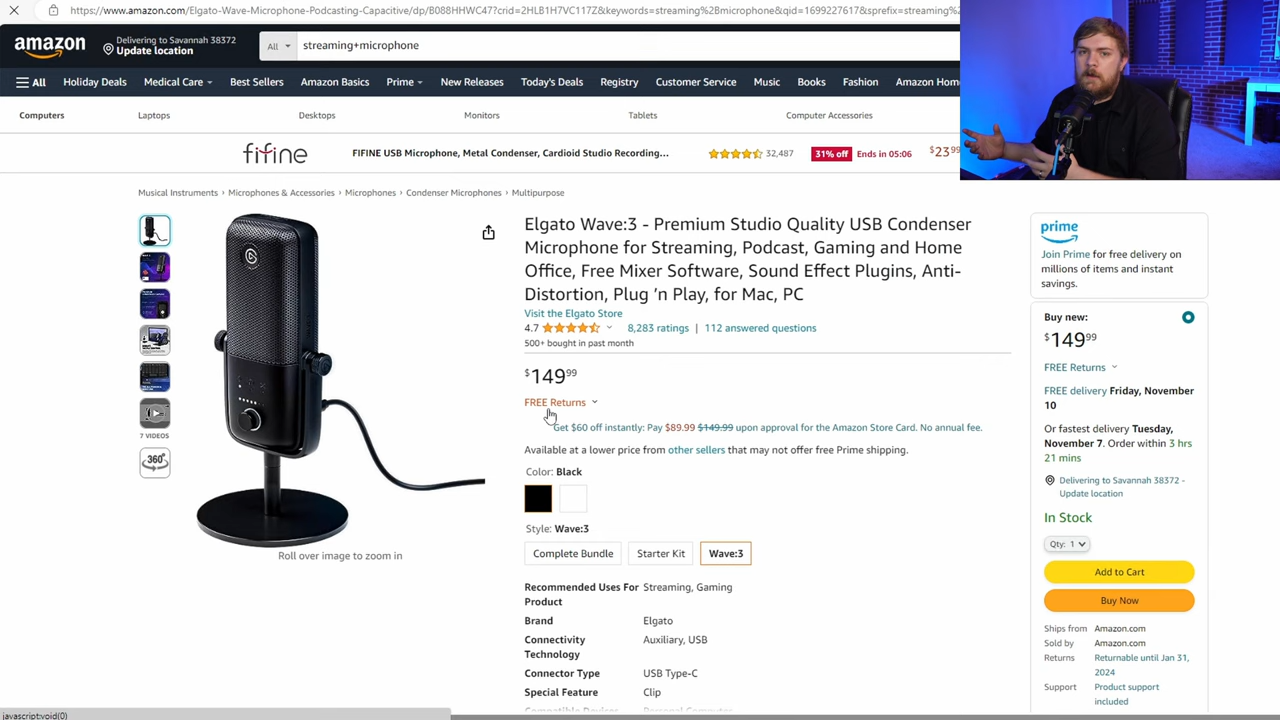 https://www.amazon.com/Elgato-Wave-Microphone-Podcasting-Capacitive/dp/B088HHWC47?crid=2HLB1H7VC117Z&keywords=streaming%2Bmicrophone&qid=1699227617&sprefix=streaming%
amazon
Delivering to Savannah 38372
Update location
All
streaming+microphone
All
Holiday Deals
Medical Care
Best Sellers
Amazon Basics
Prime
New
als
Registry
Customer Service
Music
Books
Fashion
Amazon Hom
Computers
Laptops
Desktops
Monitors
Tablets
Computer Accessories
fifine
FIFINE USB Microphone, Metal Condenser, Cardioid Studio Recording...
32,487
31% off
Ends in 05:06
$23.99
Musical Instruments › Microphones & Accessories › Microphones › Condenser Microphones › Multipurpose
Elgato Wave:3 - Premium Studio Quality USB Condenser
Microphone for Streaming, Podcast, Gaming and Home
Office, Free Mixer Software, Sound Effect Plugins, Anti-
Distortion, Plug ’n Play, for Mac, PC
Visit the Elgato Store
4.7
8,283 ratings | 112 answered questions
500+ bought in past month
$149.99
FREE Returns
Get $60 off instantly: Pay $89.99 $149.99 upon approval for the Amazon Store Card. No annual fee.
Available at a lower price from other sellers that may not offer free Prime shipping.
Color: Black
Style: Wave:3
Complete Bundle
Starter Kit
Wave:3
Recommended Uses For Product
Streaming, Gaming
Brand
Elgato
Connectivity Technology
Auxiliary, USB
Connector Type
USB Type-C
Special Feature
Clip
Compatible Devices
Personal Computer
7 VIDEOS
360°
Roll over image to zoom in
prime
Join Prime for free delivery on
millions of items and instant
savings.
Buy new:
$149.99
FREE Returns
FREE delivery Friday, November
10
Or fastest delivery Tuesday,
November 7. Order within 3 hrs
21 mins
Delivering to Savannah 38372 -
Update location
In Stock
Qty: 1
Add to Cart
Buy Now
Ships from
Amazon.com
Sold by
Amazon.com
Returns
Returnable until Jan 31,
2024
Support
Product support
included
javascript:void(0)